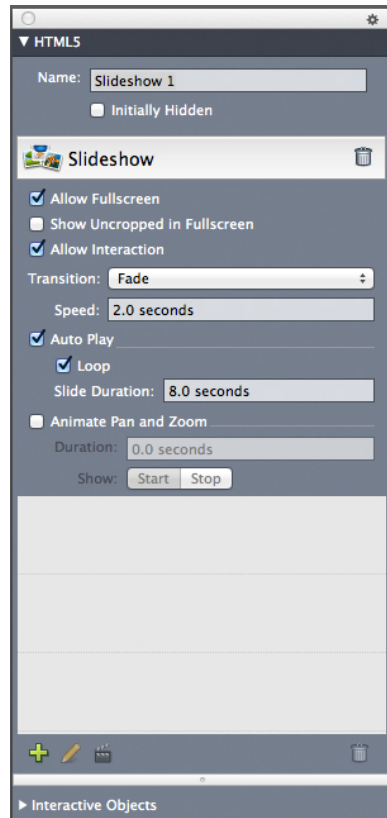 HTML5
Name: Slideshow 1
Initially Hidden
Slideshow
Allow Fullscreen
Show Uncropped in Fullscreen
Allow Interaction
Transition: Fade
Speed: 2.0 seconds
Auto Play
Loop
Slide Duration: 8.0 seconds
Animate Pan and Zoom
Duration: 0.0 seconds
Show: Start Stop
Interactive Objects